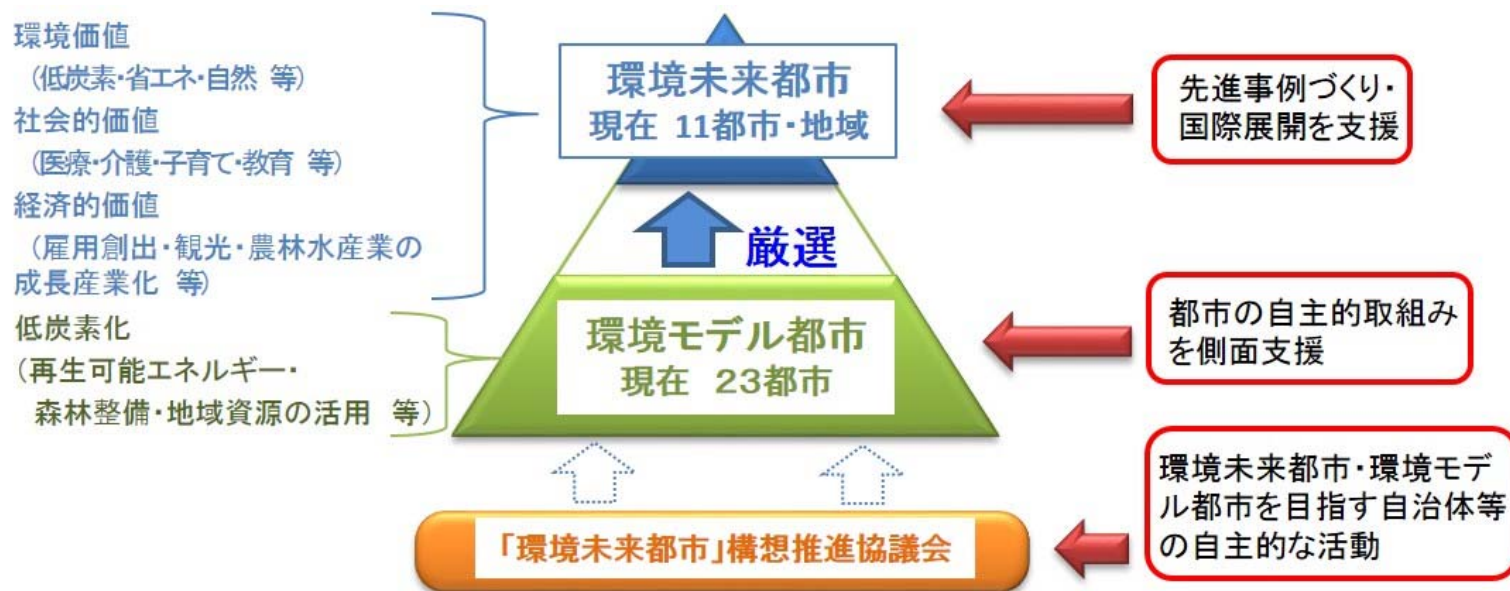 環境価値
（低炭素・省エネ・自然 等）
社会的価値
（医療・介護・子育て・教育 等）
経済的価値
（雇用創出・観光・農林水産業の
成長産業化 等）
低炭素化
（再生可能エネルギー・
森林整備・地域資源の活用 等）
環境未来都市
現在 11都市・地域
厳選
環境モデル都市
現在 23都市
「環境未来都市」構想推進協議会
先進事例づくり・
国際展開を支援
都市の自主的取組み
を側面支援
環境未来都市・環境モデ
ル都市を目指す自治体等
の自主的な活動